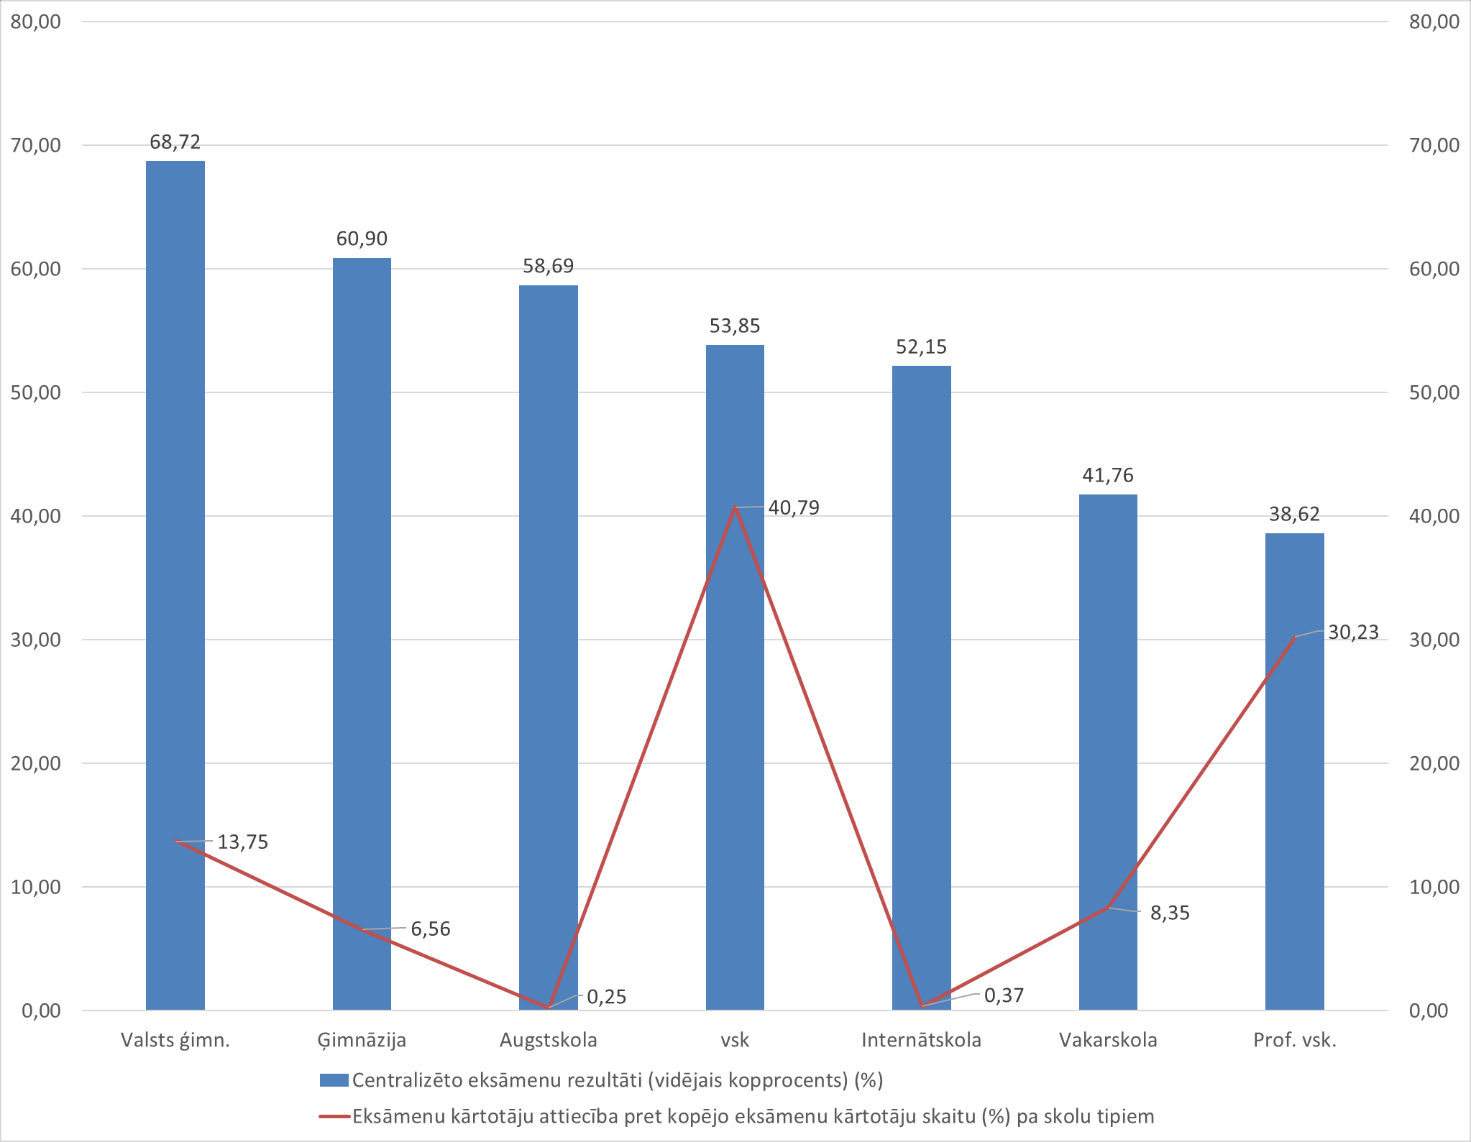 80,00 80,00
70,00 68,72 70,00
60,90
60,00 58,69 60,00
53,85
52,15
50,00 50,00
41,76
40,00 40,79 38,62 40,00
30,00 30,23 30,00
20,00 20,00
13,75
10,00 6,56 8,35 10,00
0,00 0,25 0,37 0,00
Valsts ģimn. Ģimnāzija Augstskola vsk Internātskola Vakarskola Prof. vsk.
Centralizēto eksāmenu rezultāti (vidējais kopprocents) (%)
Eksāmenu kārtotāju attiecība pret kopējo eksāmenu kārtotāju skaitu (%) pa skolu tipiem